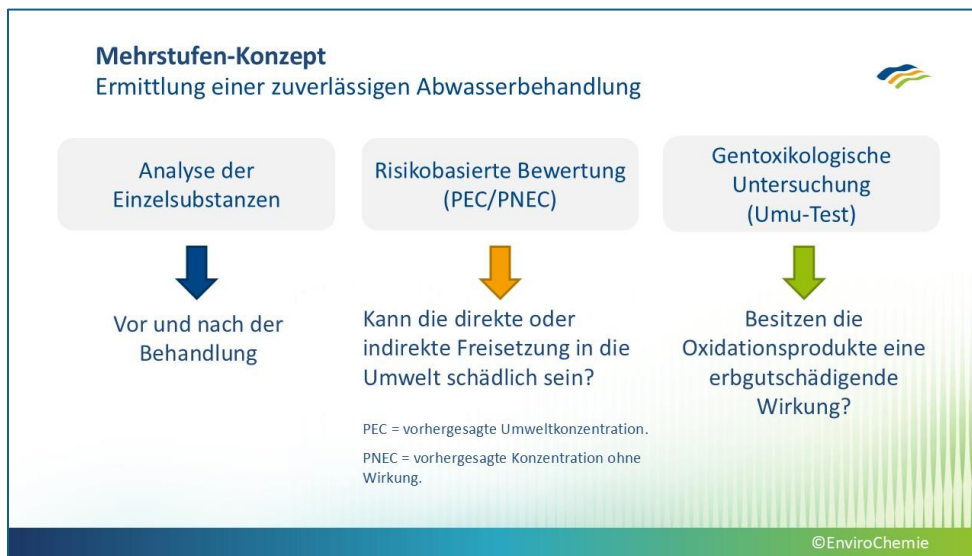 Mehrstufen-Konzept
Ermittlung einer zuverlässigen Abwasserbehandlung
Analyse der
Einzelsubstanzen
Vor und nach der
Behandlung
Risikobasierte Bewertung
(PEC/PNEC)
Kann die direkte oder
indirekte Freisetzung in die
Umwelt schädlich sein?
PEC = vorhergesagte Umweltkonzentration.
PNEC = vorhergesagte Konzentration ohne
Wirkung.
Gentoxikologische
Untersuchung
(Umu-Test)
Besitzen die
Oxidationsprodukte eine
erbgutschädigende
Wirkung?
©EnviroChemie